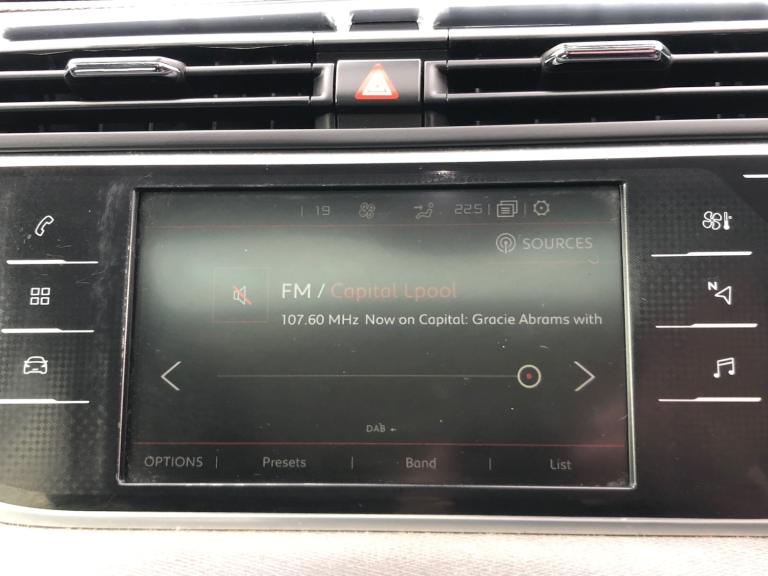 19 225
SOURCES
FM / Capital Lpool
107.60 MHz Now on Capital: Gracie Abrams with
DAB
OPTIONS Presets Band List
N